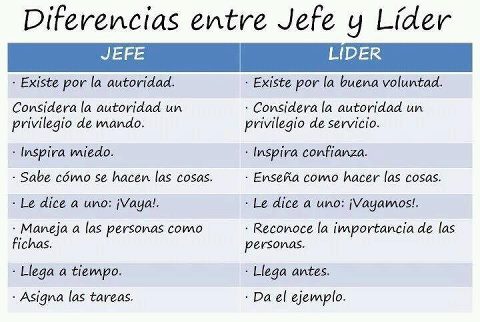 Diferencias entre Jefe y Líder
JEFE
LÍDER
· Existe por la autoridad.
· Existe por la buena voluntad.
Considera la autoridad un
privilegio de mando.
· Considera la autoridad un
privilegio de servicio.
· Inspira miedo.
· Inspira confianza.
· Sabe cómo se hacen las cosas.
· Enseña como hacer las cosas.
· Le dice a uno: ¡Vaya!.
· Le dice a uno: ¡Vayamos!.
· Maneja a las personas como
fichas.
· Reconoce la importancia de las
personas.
· Llega a tiempo.
· Llega antes.
· Asigna las tareas.
· Da el ejemplo.